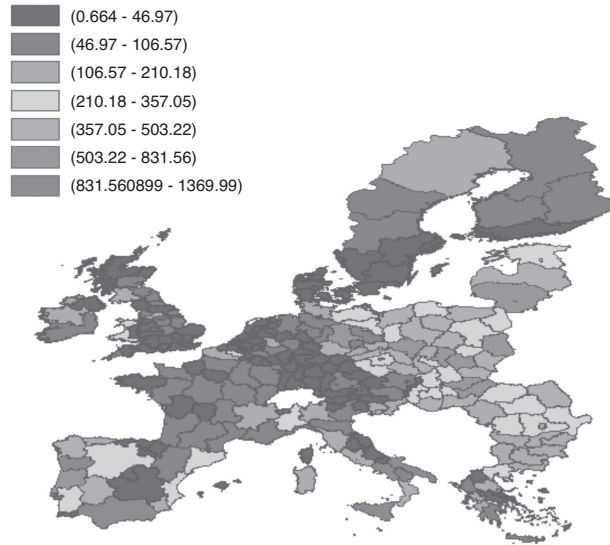 (0.664 - 46.97)
(46.97 - 106.57)
(106.57 - 210.18)
(210.18 - 357.05)
(357.05 - 503.22)
(503.22 - 831.56)
(831.560899 - 1369.99)